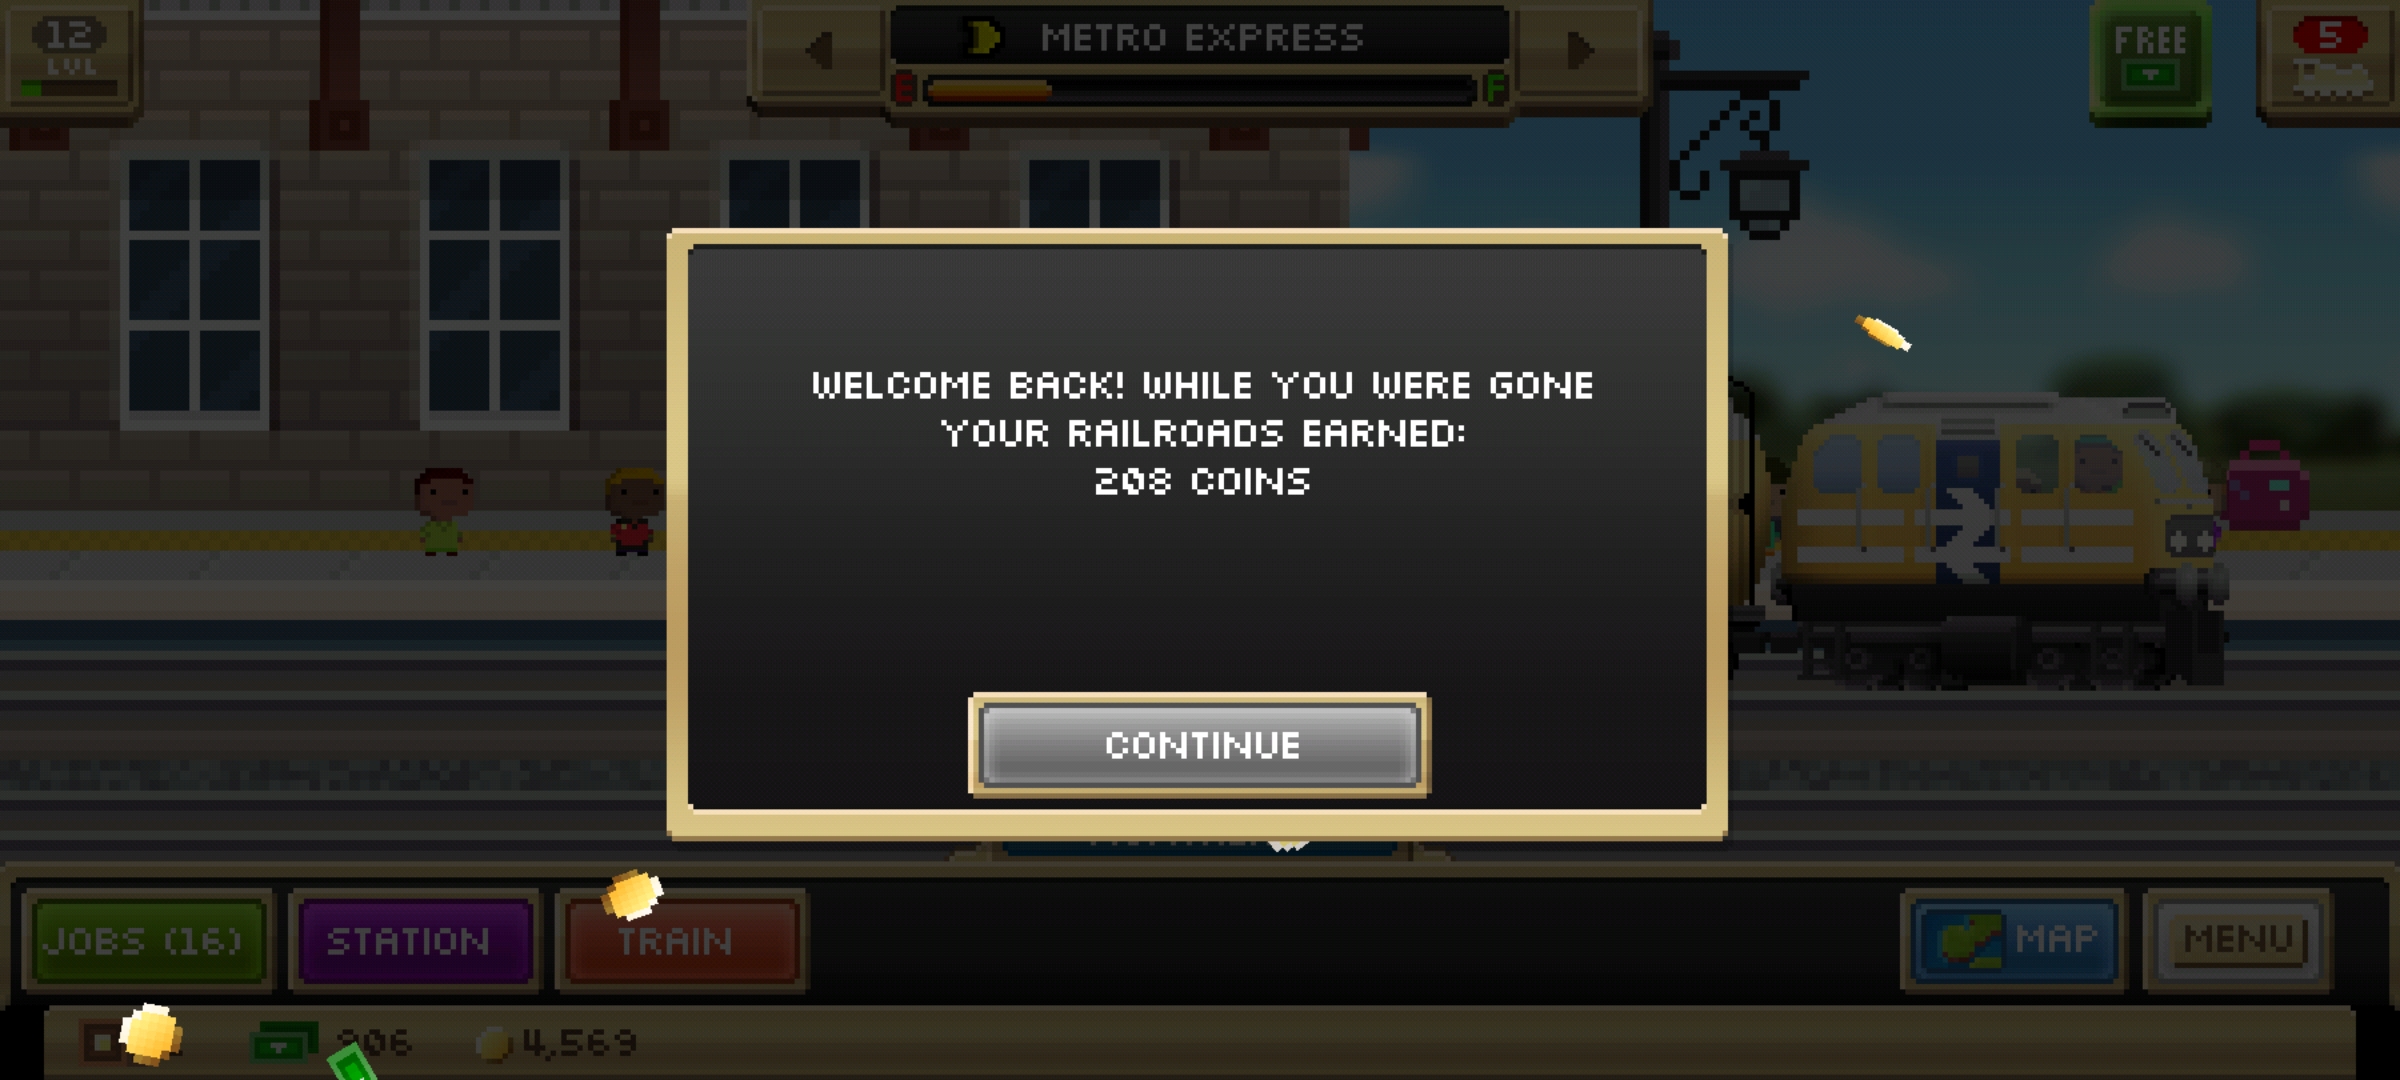 12
LVL
METRO EXPRESS
E
F
FREE
5
WELCOME BACK! WHILE YOU WERE GONE
YOUR RAILROADS EARNED:
208 COINS
CONTINUE
JOBS (16)
STATION
TRAIN
MAP
MENU
4,569